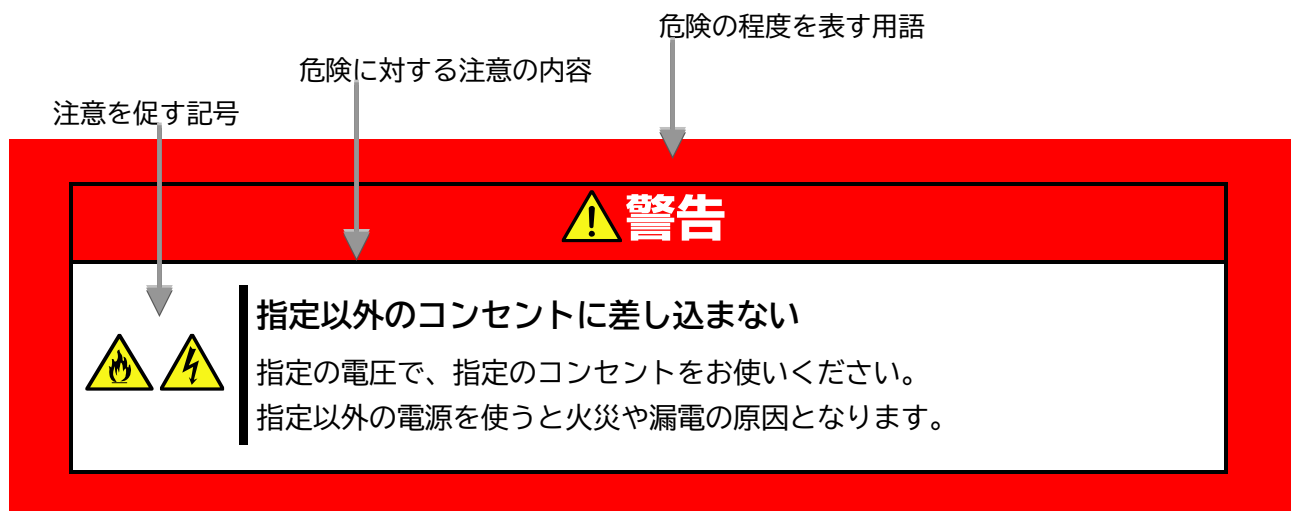 危険の程度を表す用語
危険に対する注意の内容
注意を促す記号
警告
指定以外のコンセントに差し込まない
指定の電圧で、指定のコンセントをお使いください。
指定以外の電源を使うと火災や漏電の原因となります。